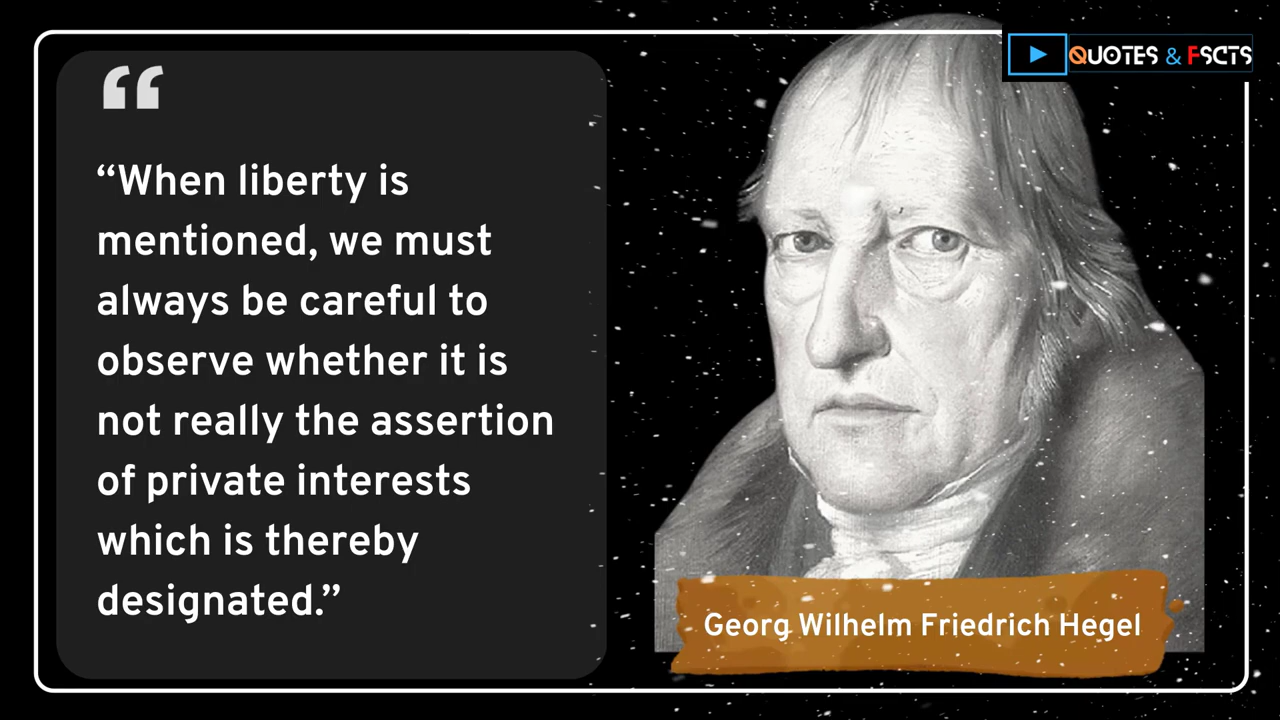 QUOTES & FSCTS
“
“When liberty is
mentioned, we must
always be careful to
observe whether it is
not really the assertion
of private interests
which is thereby
designated.”
Georg Wilhelm Friedrich Hegel